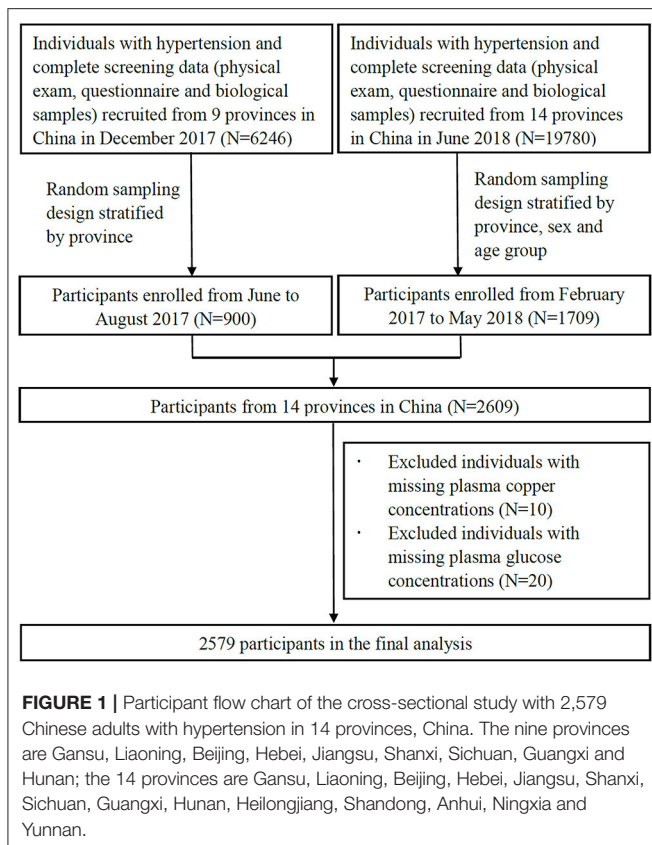 Individuals with hypertension and
complete screening data (physical
exam, questionnaire and biological
samples) recruited from 9 provinces
in China in December 2017 (N=6246)
Individuals with hypertension and
complete screening data (physical
exam, questionnaire and biological
samples) recruited from 14 provinces
in China in June 2018 (N=19780)
Random sampling
design stratified
by province
Random sampling
design stratified by
province, sex and
age group
Participants enrolled from June to
August 2017 (N=900)
Participants enrolled from February
2017 to May 2018 (N=1709)
Participants from 14 provinces in China (N=2609)
· Excluded individuals with
missing plasma copper
concentrations (N=10)
· Excluded individuals with
missing plasma glucose
concentrations (N=20)
2579 participants in the final analysis
FIGURE 1 | Participant flow chart of the cross-sectional study with 2,579
Chinese adults with hypertension in 14 provinces, China. The nine provinces
are Gansu, Liaoning, Beijing, Hebei, Jiangsu, Shanxi, Sichuan, Guangxi and
Hunan; the 14 provinces are Gansu, Liaoning, Beijing, Hebei, Jiangsu, Shanxi,
Sichuan, Guangxi, Hunan, Heilongjiang, Shandong, Anhui, Ningxia and
Yunnan.